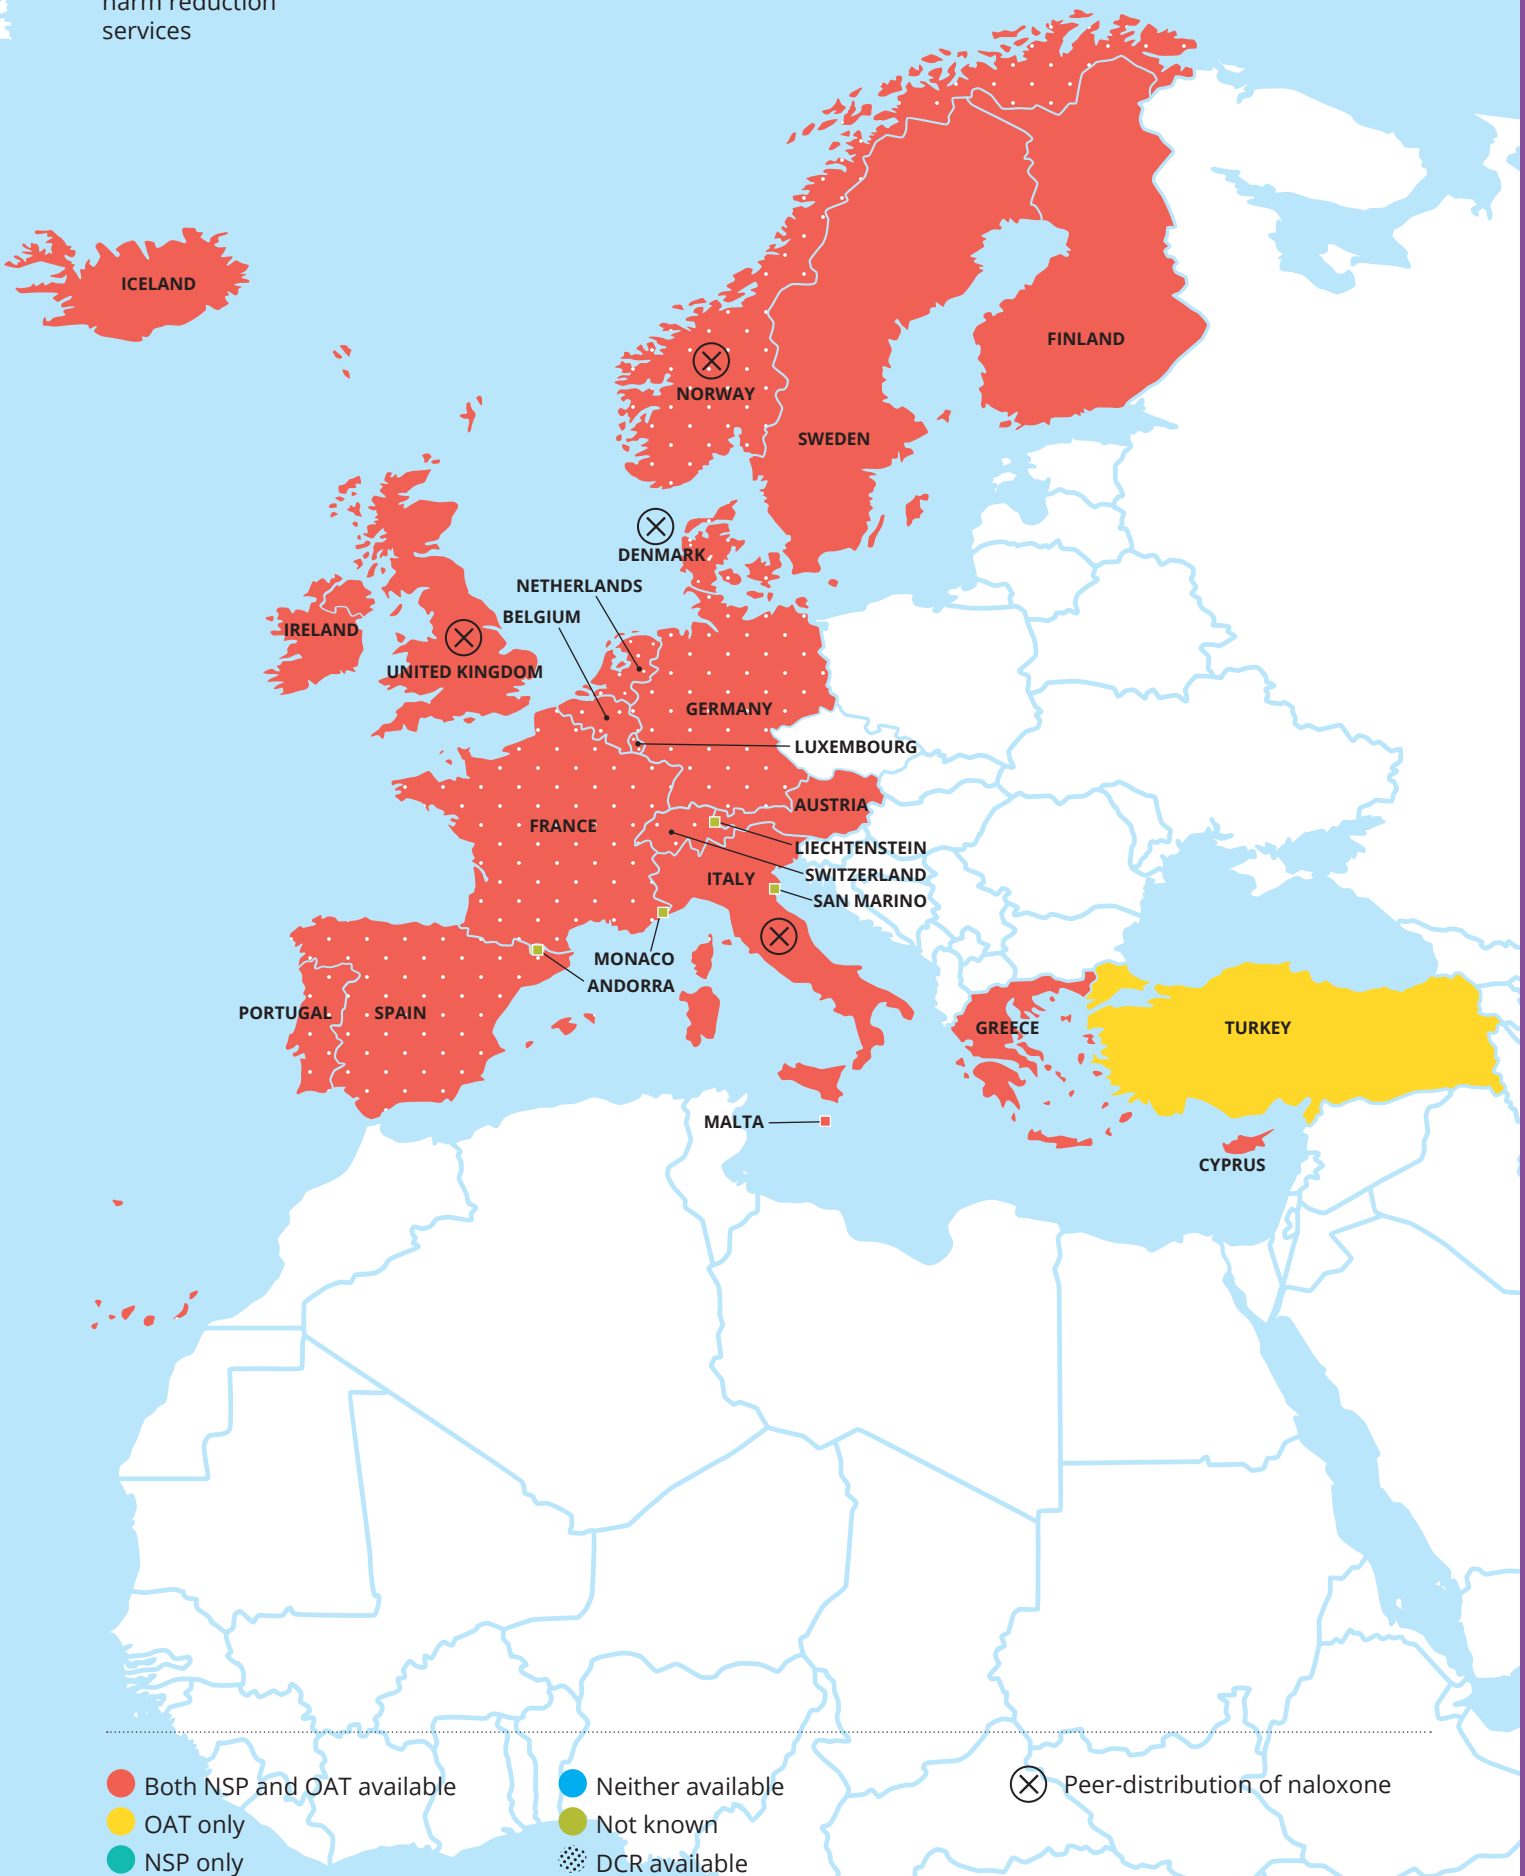 harm reduction
services
ICELAND
FINLAND
NORWAY
SWEDEN
DENMARK
NETHERLANDS
BELGIUM
IRELAND
UNITED KINGDOM
GERMANY
LUXEMBOURG
AUSTRIA
FRANCE
LIECHTENSTEIN
SWITZERLAND
ITALY
SAN MARINO
MONACO
ANDORRA
PORTUGAL
SPAIN
GREECE
TURKEY
MALTA
CYPRUS
Both NSP and OAT available
OAT only
NSP only
Neither available
Not known
DCR available
Peer-distribution of naloxone